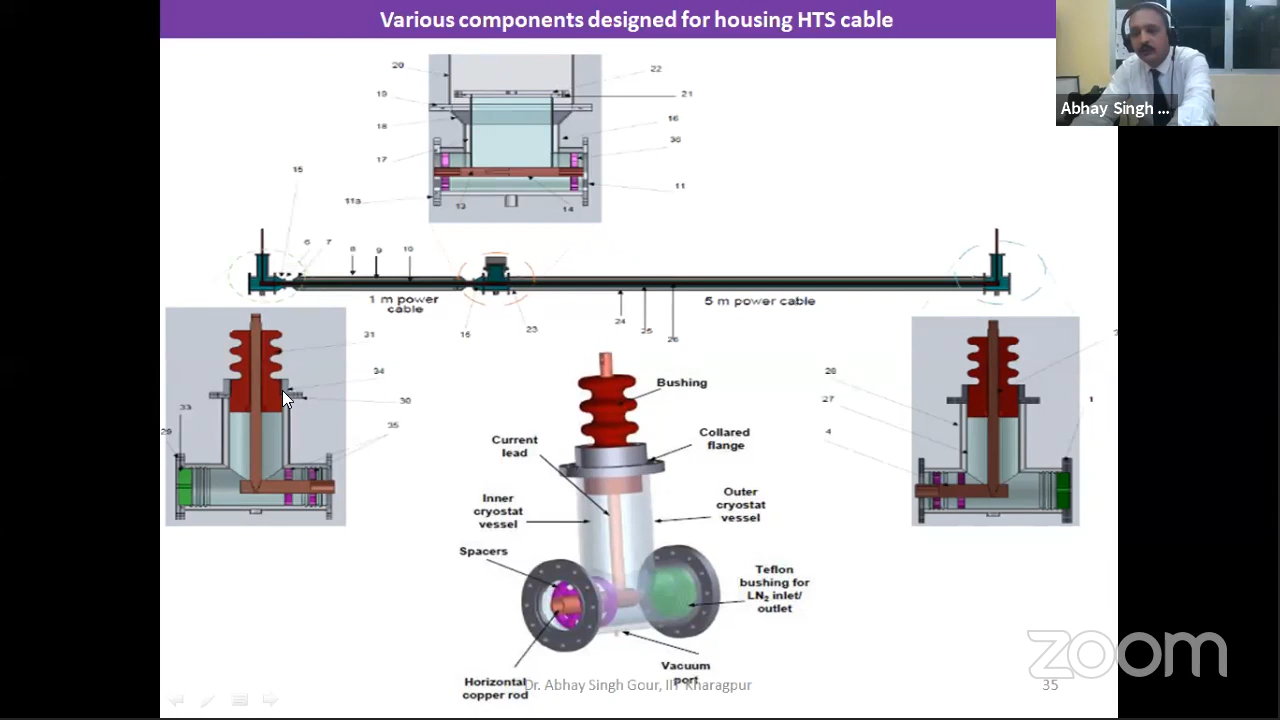 Various components designed for housing HTS cable
Abhay Singh ...
20
22
19
21
18
16
36
17
15
11
11a
13
14
6
7
8
9
10
1 m power
cable
5 m power cable
16
23
24
25
26
31
34
33
30
29
35
28
27
1
4
Bushing
Current
lead
Collared
flange
Inner
cryostat
vessel
Outer
cryostat
vessel
Spacers
Teflon
bushing for
LN2 inlet/
outlet
Vacuum
port
Horizontal
copper rod
Dr. Abhay Singh Gour, IIT Kharagpur
35
zoom